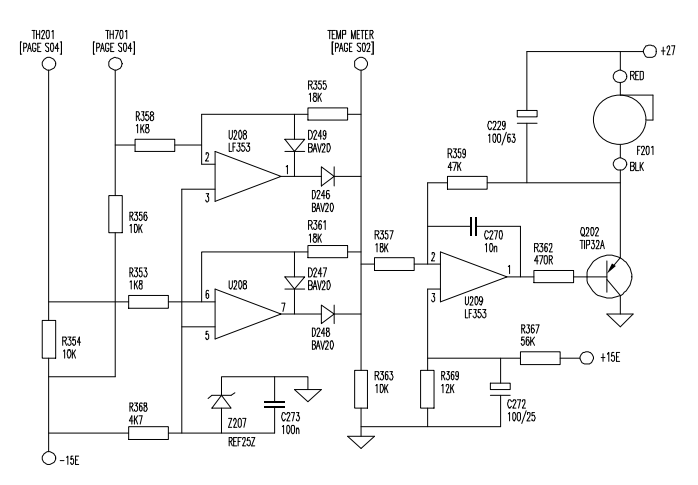 TH201
[PAGE S04]
TH701
[PAGE S04]
TEMP METER
[PAGE S02]
+27
RED
F201
BLK
C229
100/63
R355
18K
R358
1K8
U208
LF353
D249
BAV20
2
1
3
D246
BAV20
R359
47K
R356
10K
R361
18K
R357
18K
C270
10n
R362
470R
Q202
TIP32A
R353
1K8
U208
D247
BAV20
6
7
5
D248
BAV20
2
1
3
U209
LF353
R354
10K
R367
56K
+15E
R363
10K
R369
12K
C272
100/25
R368
4K7
Z207
REF25Z
C273
100n
-15E